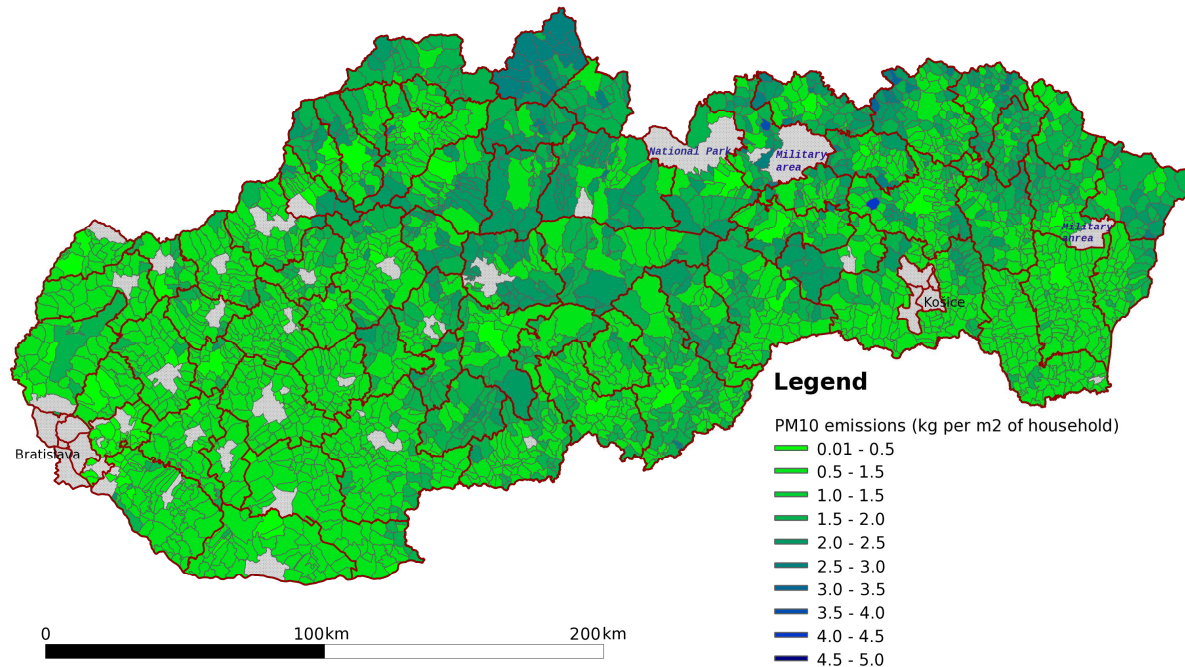 National Park
Military
area
Military
anrea
Košice
Bratislava
Legend
PM10 emissions (kg per m2 of household)
0.01 - 0.5
0.5 - 1.5
1.0 - 1.5
1.5 - 2.0
2.0 - 2.5
2.5 - 3.0
3.0 - 3.5
3.5 - 4.0
4.0 - 4.5
4.5 - 5.0
0 100km 200km